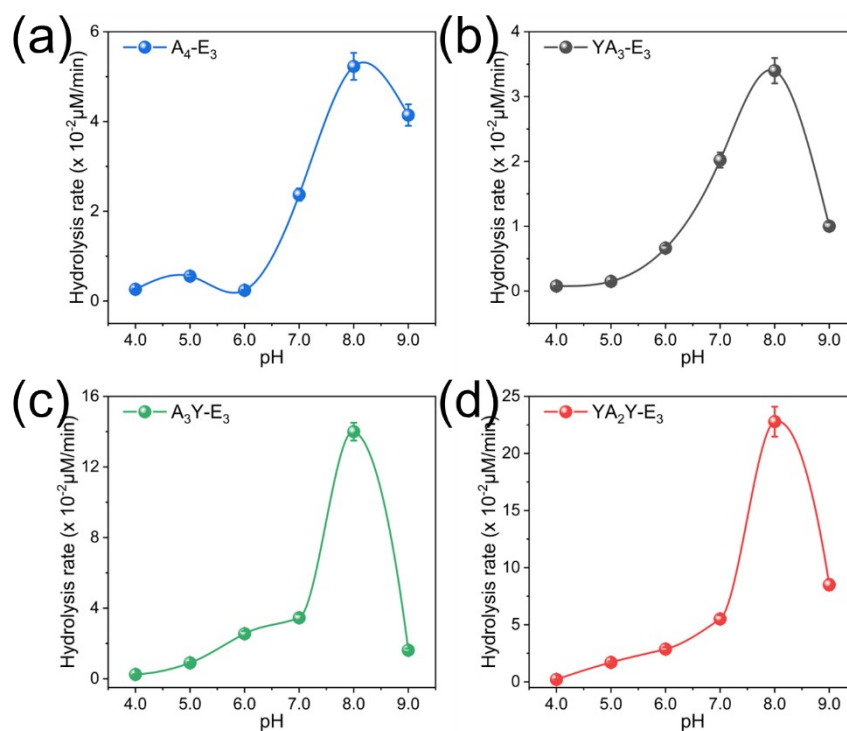 (a)
A₄-E₃
Hydrolysis rate (x 10⁻²μM/min)
6
4
2
0
4.0 5.0 6.0 7.0 8.0 9.0
pH
(b)
YA₃-E₃
Hydrolysis rate (x 10⁻²μM/min)
4
3
2
1
0
4.0 5.0 6.0 7.0 8.0 9.0
pH
(c)
A₃Y-E₃
Hydrolysis rate (x 10⁻²μM/min)
16
12
8
4
0
4.0 5.0 6.0 7.0 8.0 9.0
pH
(d)
YA₂Y-E₃
Hydrolysis rate (x 10⁻²μM/min)
25
20
15
10
5
0
4.0 5.0 6.0 7.0 8.0 9.0
pH